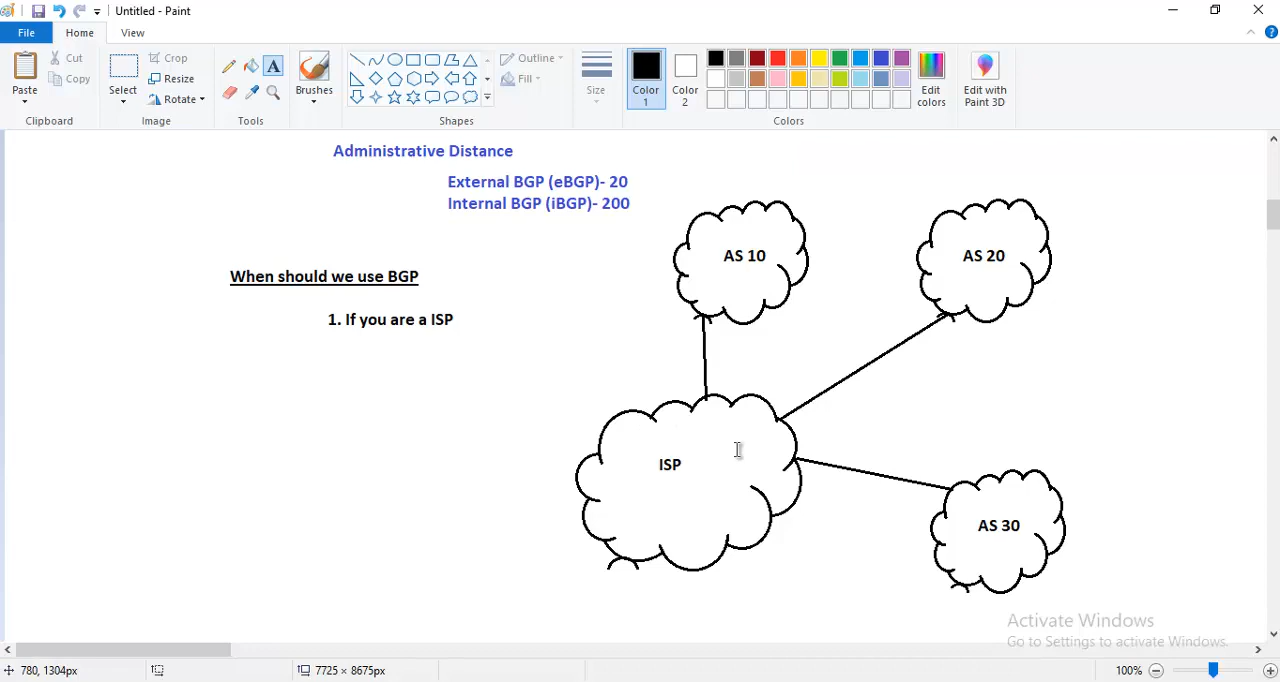 Untitled - Paint
File
Home
View
Paste
Cut
Copy
Clipboard
Select
Crop
Resize
Rotate
Image
A
Tools
Brushes
Shapes
Outline
Fill
Size
Color 1
Color 2
Edit colors
Colors
Edit with Paint 3D
Administrative Distance
External BGP (eBGP)- 20
Internal BGP (iBGP)- 200
When should we use BGP
1. If you are a ISP
AS 10
AS 20
ISP
AS 30
Activate Windows
Go to Settings to activate Windows.
780, 1304px
7725 × 8675px
100%